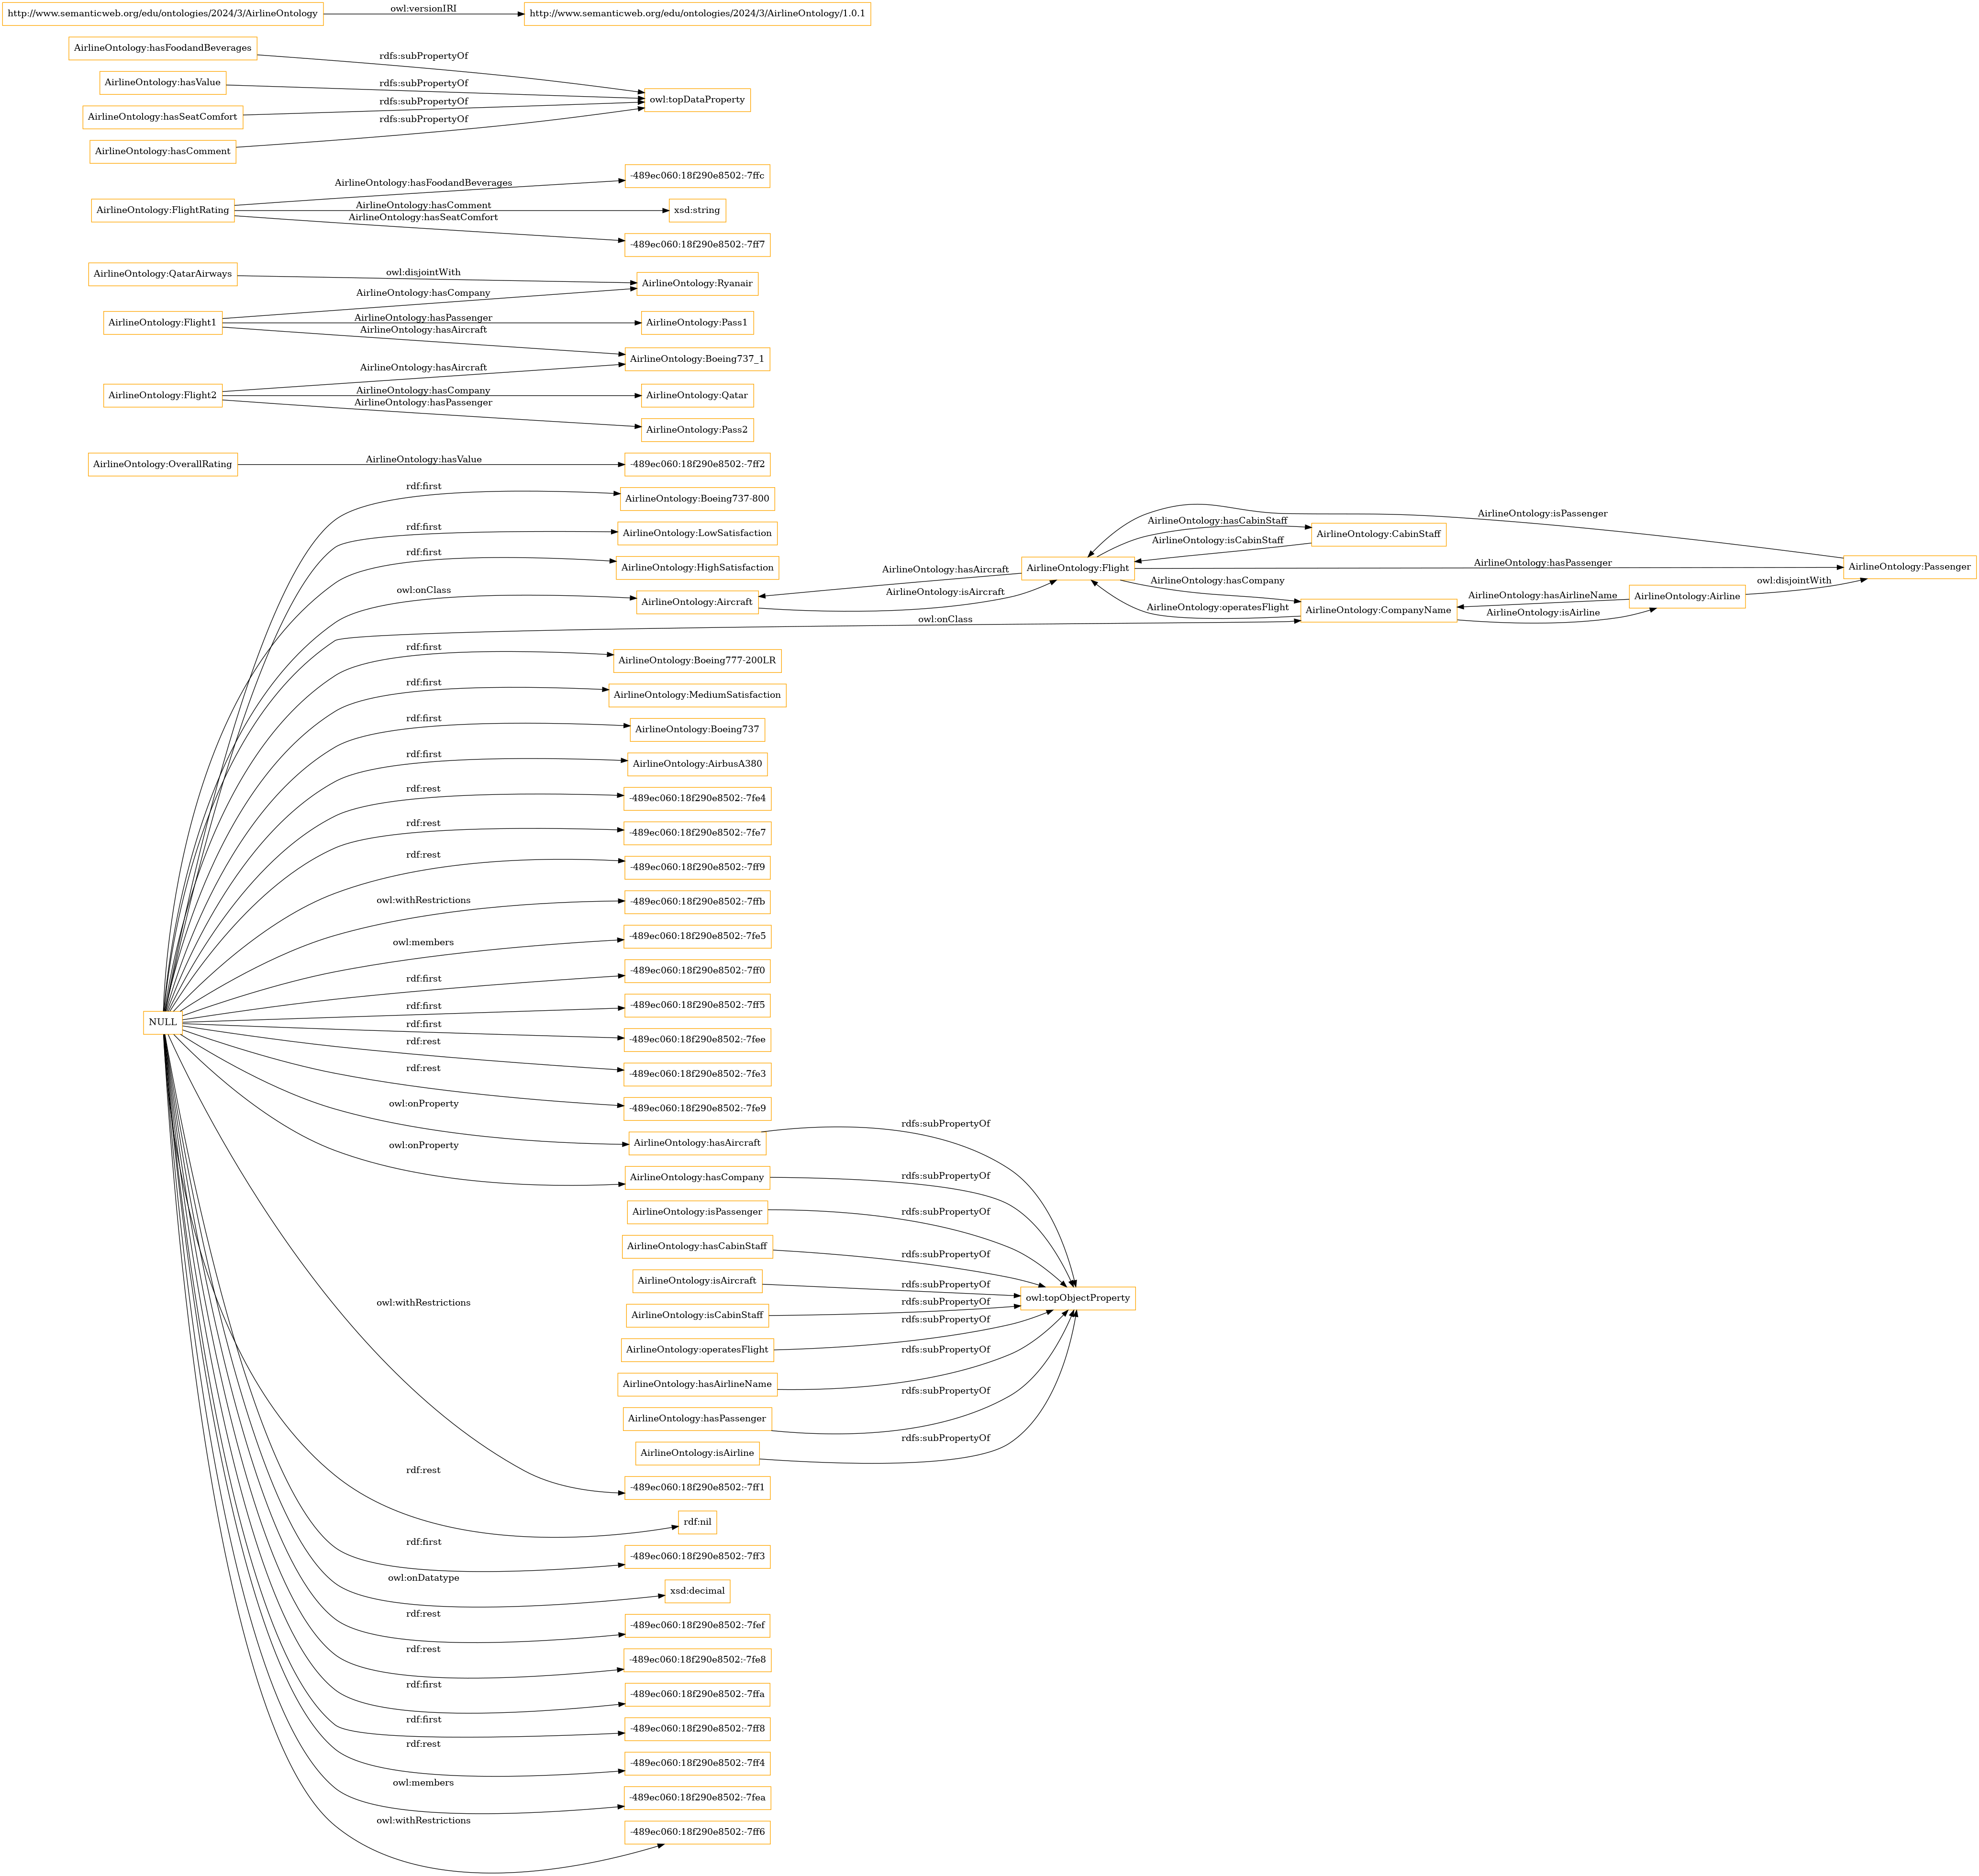 http://www.semanticweb.org/edu/ontologies/2024/3/AirlineOntology
owl:versionIRI
http://www.semanticweb.org/edu/ontologies/2024/3/AirlineOntology/1.0.1
AirlineOntology:hasFoodandBeverages
rdfs:subPropertyOf
AirlineOntology:hasValue
rdfs:subPropertyOf
owl:topDataProperty
AirlineOntology:hasSeatComfort
rdfs:subPropertyOf
AirlineOntology:hasComment
rdfs:subPropertyOf
AirlineOntology:FlightRating
AirlineOntology:hasFoodandBeverages
-489ec060:18f290e8502:-7ffc
AirlineOntology:hasComment
xsd:string
AirlineOntology:hasSeatComfort
-489ec060:18f290e8502:-7ff7
AirlineOntology:QatarAirways
owl:disjointWith
AirlineOntology:Ryanair
AirlineOntology:Flight1
AirlineOntology:hasCompany
AirlineOntology:hasPassenger
AirlineOntology:Pass1
AirlineOntology:hasAircraft
AirlineOntology:Boeing737_1
AirlineOntology:Flight2
AirlineOntology:hasAircraft
AirlineOntology:hasCompany
AirlineOntology:Qatar
AirlineOntology:hasPassenger
AirlineOntology:Pass2
AirlineOntology:OverallRating
AirlineOntology:hasValue
-489ec060:18f290e8502:-7ff2
rdf:first
AirlineOntology:Boeing737-800
rdf:first
AirlineOntology:LowSatisfaction
rdf:first
AirlineOntology:HighSatisfaction
owl:onClass
AirlineOntology:Aircraft
AirlineOntology:hasAircraft
AirlineOntology:isAircraft
AirlineOntology:Flight
AirlineOntology:hasCabinStaff
AirlineOntology:isCabinStaff
AirlineOntology:CabinStaff
AirlineOntology:isPassenger
AirlineOntology:hasPassenger
AirlineOntology:Passenger
AirlineOntology:hasCompany
AirlineOntology:operatesFlight
AirlineOntology:CompanyName
AirlineOntology:hasAirlineName
AirlineOntology:isAirline
AirlineOntology:Airline
owl:disjointWith
owl:onClass
rdf:first
AirlineOntology:Boeing777-200LR
rdf:first
AirlineOntology:MediumSatisfaction
rdf:first
AirlineOntology:Boeing737
rdf:first
AirlineOntology:AirbusA380
rdf:rest
-489ec060:18f290e8502:-7fe4
rdf:rest
-489ec060:18f290e8502:-7fe7
rdf:rest
-489ec060:18f290e8502:-7ff9
owl:withRestrictions
-489ec060:18f290e8502:-7ffb
owl:members
-489ec060:18f290e8502:-7fe5
rdf:first
-489ec060:18f290e8502:-7ff0
rdf:first
-489ec060:18f290e8502:-7ff5
NULL
rdf:first
-489ec060:18f290e8502:-7fee
rdf:rest
-489ec060:18f290e8502:-7fe3
rdf:rest
-489ec060:18f290e8502:-7fe9
owl:onProperty
AirlineOntology:hasAircraft
rdfs:subPropertyOf
owl:onProperty
AirlineOntology:hasCompany
rdfs:subPropertyOf
AirlineOntology:isPassenger
rdfs:subPropertyOf
AirlineOntology:hasCabinStaff
rdfs:subPropertyOf
AirlineOntology:isAircraft
rdfs:subPropertyOf
owl:topObjectProperty
AirlineOntology:isCabinStaff
rdfs:subPropertyOf
AirlineOntology:operatesFlight
rdfs:subPropertyOf
AirlineOntology:hasAirlineName
rdfs:subPropertyOf
AirlineOntology:hasPassenger
rdfs:subPropertyOf
AirlineOntology:isAirline
rdfs:subPropertyOf
owl:withRestrictions
-489ec060:18f290e8502:-7ff1
rdf:rest
rdf:nil
rdf:first
-489ec060:18f290e8502:-7ff3
owl:onDatatype
xsd:decimal
rdf:rest
-489ec060:18f290e8502:-7fef
rdf:rest
-489ec060:18f290e8502:-7fe8
rdf:first
-489ec060:18f290e8502:-7ffa
rdf:first
-489ec060:18f290e8502:-7ff8
rdf:rest
-489ec060:18f290e8502:-7ff4
owl:members
-489ec060:18f290e8502:-7fea
owl:withRestrictions
-489ec060:18f290e8502:-7ff6